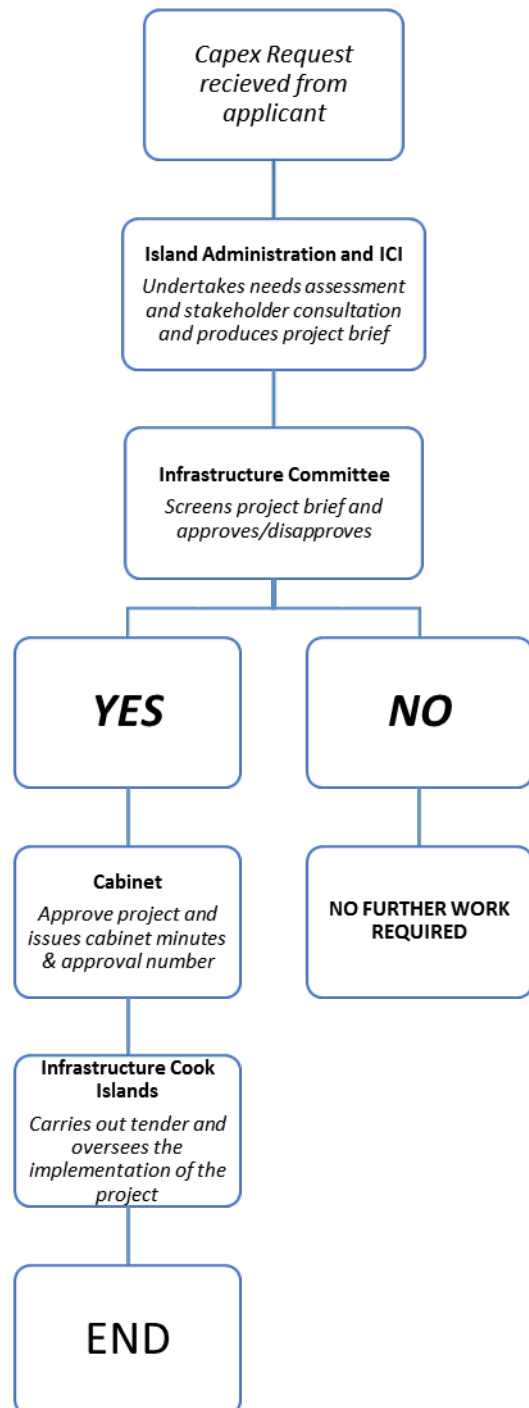 Capex Request
recieved from
applicant
Island Administration and ICI
Undertakes needs assessment
and stakeholder consultation
and produces project brief
Infrastructure Committee
Screens project brief and
approves/disapproves
YES
NO
Cabinet
Approve project and
issues cabinet minutes
& approval number
NO FURTHER WORK
REQUIRED
Infrastructure Cook
Islands
Carries out tender and
oversees the
implementation of the
project
END